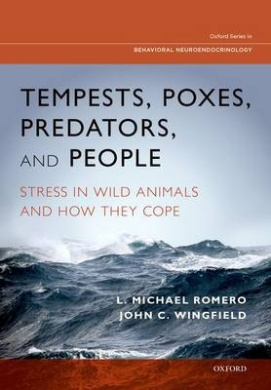 Oxford Series in
BEHAVIORAL NEUROENDOCRINOLOGY
TEMPESTS, POXES,
PREDATORS,
AND PEOPLE
STRESS IN WILD ANIMALS
AND HOW THEY COPE
L. MICHAEL ROMERO
JOHN C. WINGFIELD
OXFORD